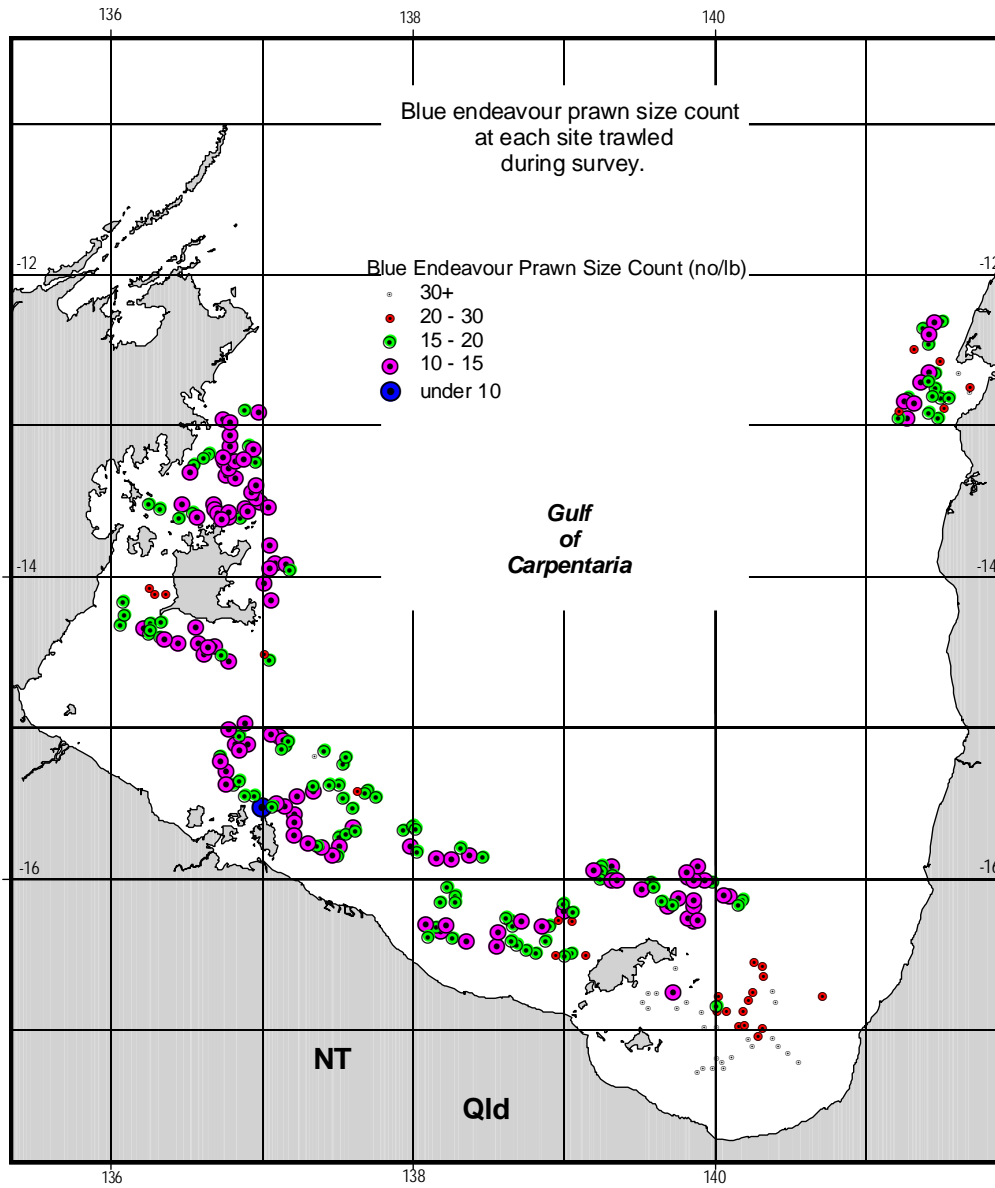 136
138
140
Blue endeavour prawn size count
at each site trawled
during survey.
-12
-12
Blue Endeavour Prawn Size Count (no/lb)
30+
20 - 30
15 - 20
10 - 15
under 10
Gulf
of
Carpentaria
-14
-14
-16
-16
NT
Qld
136
138
140